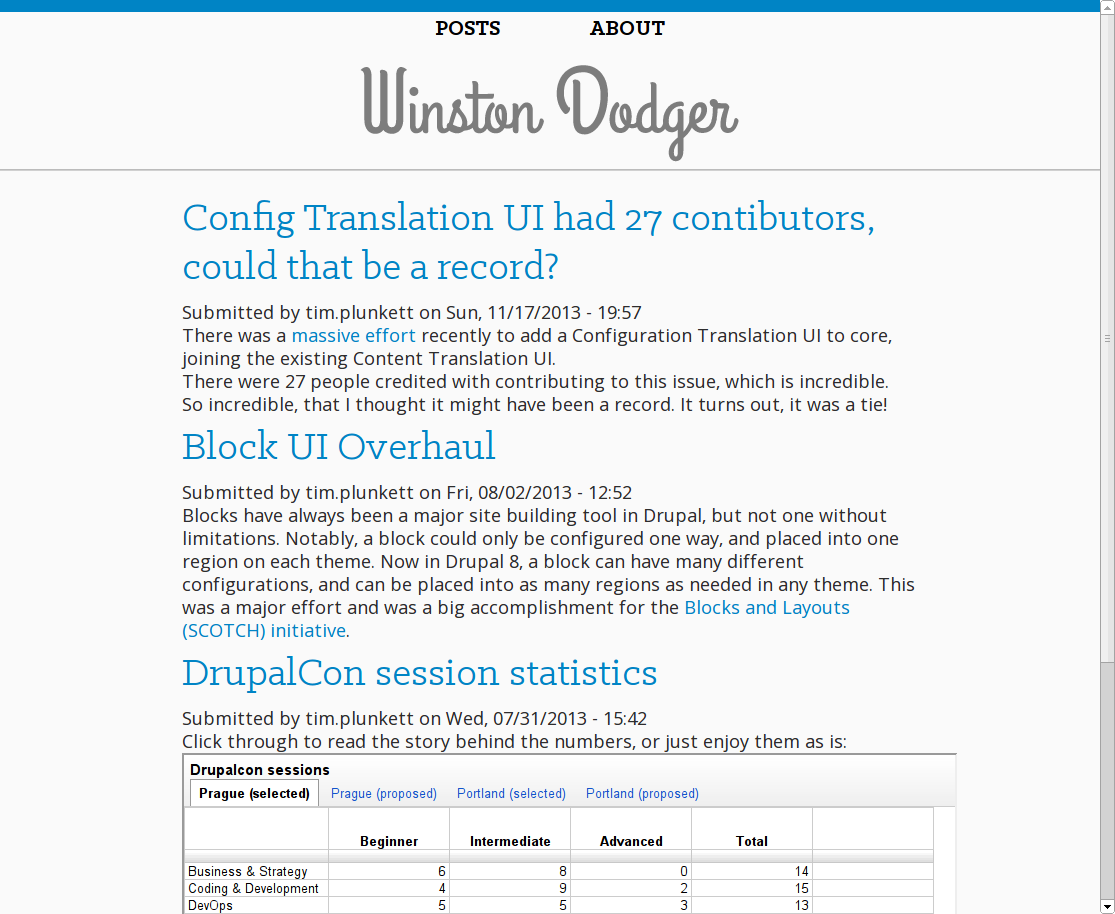 POSTS ABOUT
Winston Dodger
Config Translation UI had 27 contibutors,
could that be a record?
Submitted by tim.plunkett on Sun, 11/17/2013 - 19:57
There was a massive effort recently to add a Configuration Translation UI to core,
joining the existing Content Translation UI.
There were 27 people credited with contributing to this issue, which is incredible.
So incredible, that I thought it might have been a record. It turns out, it was a tie!
Block UI Overhaul
Submitted by tim.plunkett on Fri, 08/02/2013 - 12:52
Blocks have always been a major site building tool in Drupal, but not one without
limitations. Notably, a block could only be configured one way, and placed into one
region on each theme. Now in Drupal 8, a block can have many different
configurations, and can be placed into as many regions as needed in any theme. This
was a major effort and was a big accomplishment for the Blocks and Layouts
(SCOTCH) initiative.
DrupalCon session statistics
Submitted by tim.plunkett on Wed, 07/31/2013 - 15:42
Click through to read the story behind the numbers, or just enjoy them as is:
Drupalcon sessions
Prague (selected) Prague (proposed) Portland (selected) Portland (proposed)
Beginner Intermediate Advanced Total
Business & Strategy 6 8 0 14
Coding & Development 4 9 2 15
DevOps 5 5 3 13